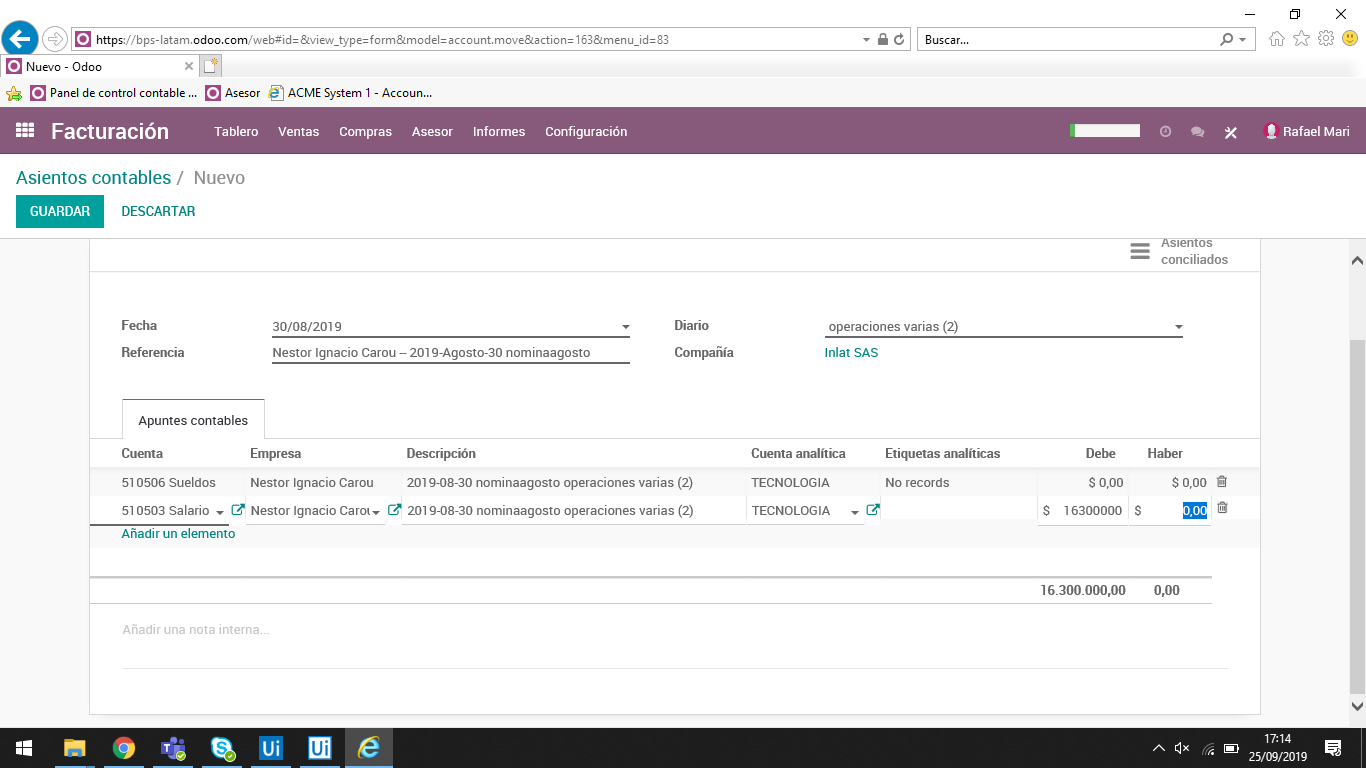 https://bps-latam.odoo.com/web#id=&view_type=form&model=account.move&action=163&menu_id=83
Buscar...
Nuevo - Odoo
Panel de control contable ... Asesor ACME System 1 - Accoun...
Facturación Tablero Ventas Compras Asesor Informes Configuración Rafael Mari
Asientos contables / Nuevo
GUARDAR DESCARTAR
Asientos
conciliados
Fecha 30/08/2019 Diario operaciones varias (2)
Referencia Nestor Ignacio Carou -- 2019-Agosto-30 nominaagosto Compañía Inlat SAS
Apuntes contables
Cuenta Empresa Descripción Cuenta analítica Etiquetas analíticas Debe Haber
510506 Sueldos Nestor Ignacio Carou 2019-08-30 nominaagosto operaciones varias (2) TECNOLOGIA No records $ 0,00 $ 0,00
510503 Salario Nestor Ignacio Carou 2019-08-30 nominaagosto operaciones varias (2) TECNOLOGIA $ 16300000 $ 0,00
Añadir un elemento
16.300.000,00 0,00
Añadir una nota interna...
Ui Ui
17:14
25/09/2019